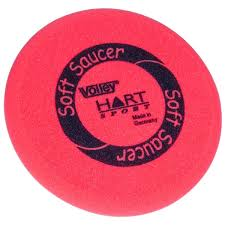 Soft Saucer
Volley
HART
SPORT
Made in
Germany
Soft Saucer